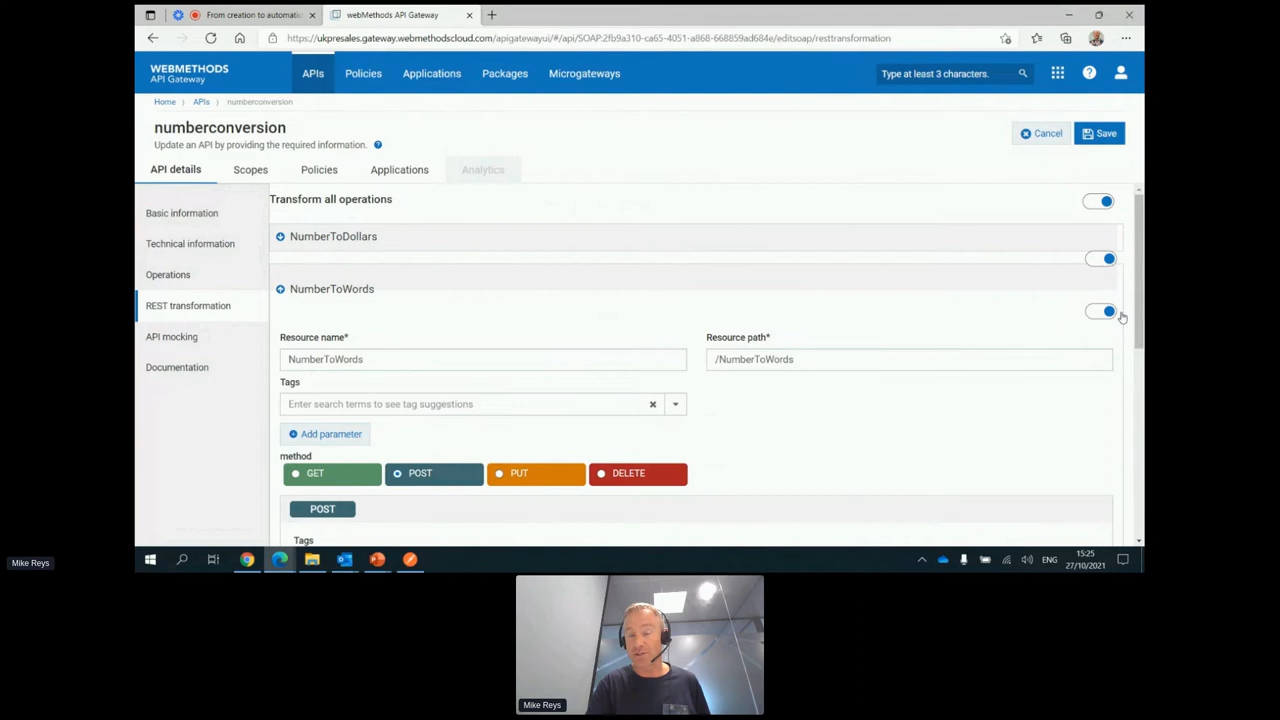 From creation to automati
webMethods API Gateway
https://ukpresales.gateway.webmethodscloud.com/apigatewayui/#/api/SOAP:2fb9a310-ca65-4051-a868-668859ad684e/editsoap/resttransformation
WEBMETHODS
API Gateway
APIs
Policies
Applications
Packages
Microgateways
Type at least 3 characters.
Home
APIs
numberconversion
numberconversion
Update an API by providing the required information.
Cancel
Save
API details
Scopes
Policies
Applications
Analytics
Basic information
Technical information
Operations
REST transformation
API mocking
Documentation
Transform all operations
NumberToDollars
NumberToWords
Resource name*
Resource path*
NumberToWords
/NumberToWords
Tags
Enter search terms to see tag suggestions
Add parameter
method
GET
POST
PUT
DELETE
POST
Tags
ENG
15:25
27/10/2021
Mike Reys
Mike Reys